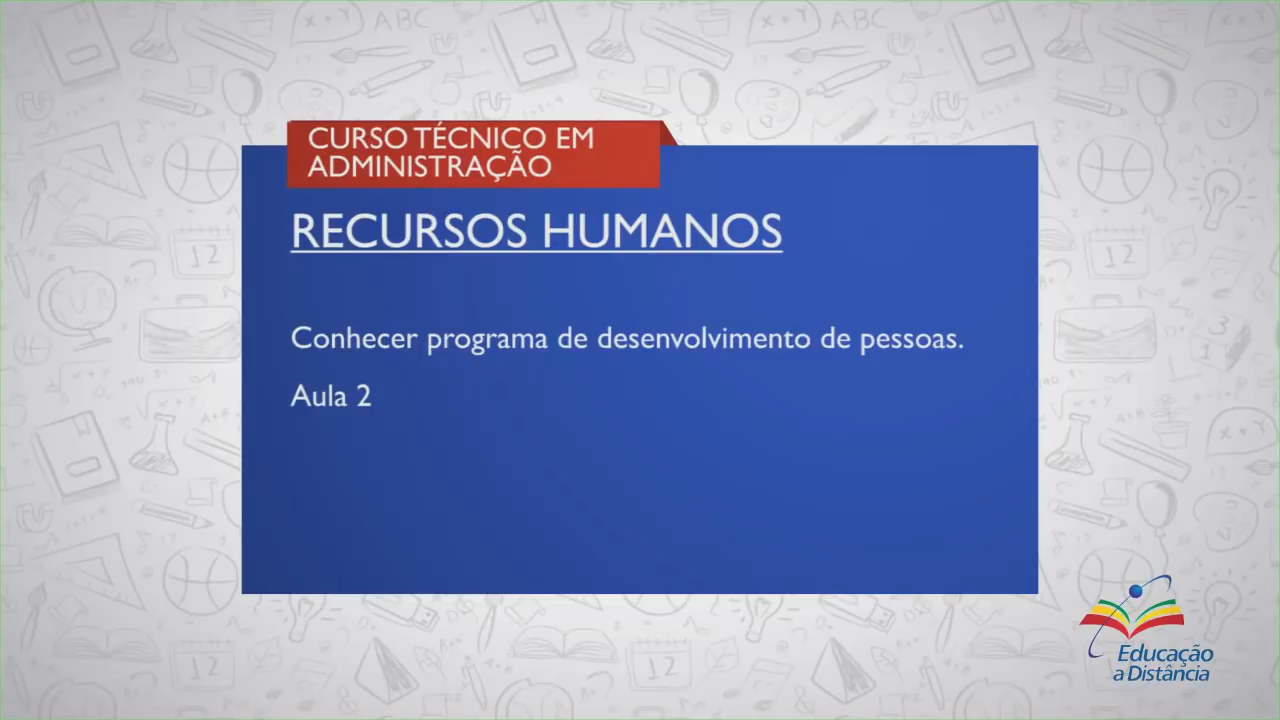 CURSO TÉCNICO EM
ADMINISTRAÇÃO
RECURSOS HUMANOS
Conhecer programa de desenvolvimento de pessoas.
Aula 2
Educação
a Distância